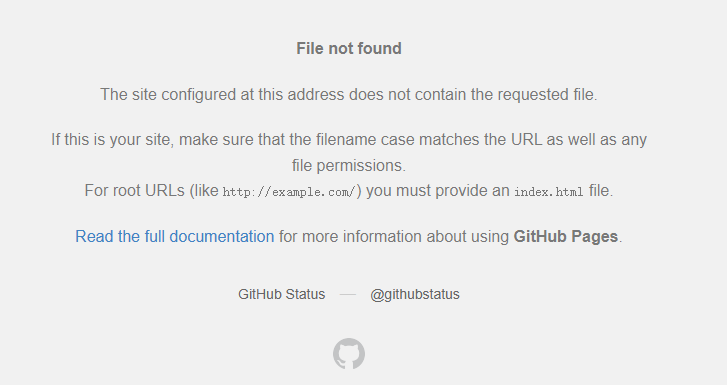 File not found
The site configured at this address does not contain the requested file.
If this is your site, make sure that the filename case matches the URL as well as any
file permissions.
For root URLs (like http://example.com/) you must provide an index.html file.
Read the full documentation for more information about using GitHub Pages.
GitHub Status — @githubstatus